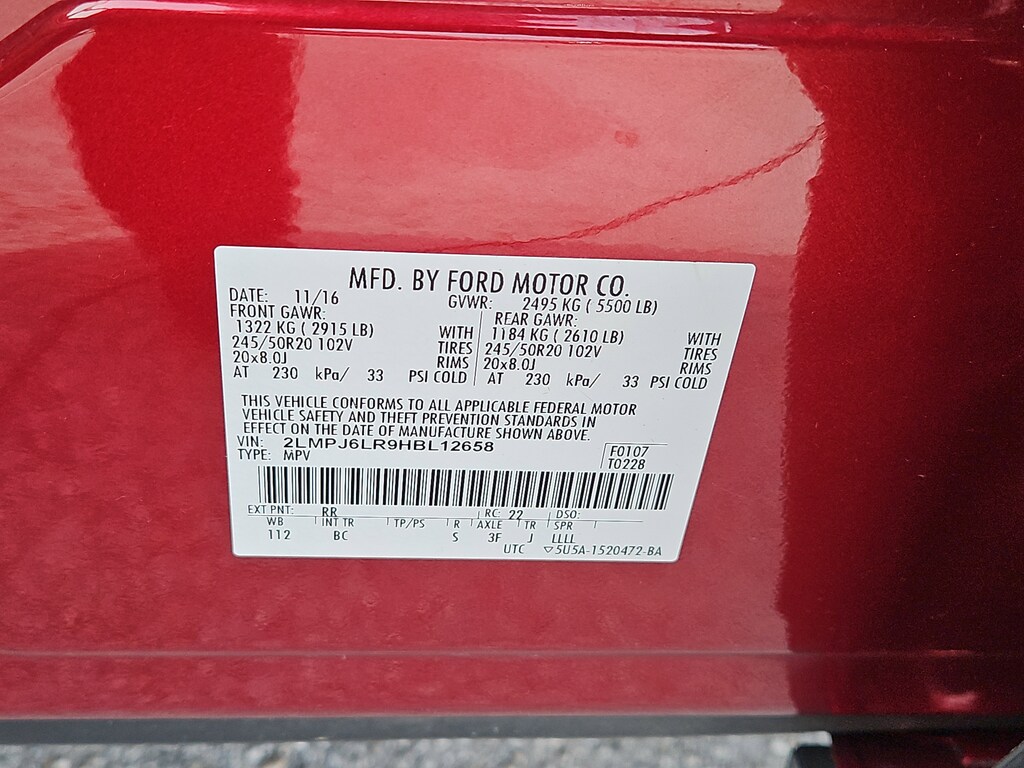 MFD. BY FORD MOTOR CO.
DATE: 11/16 GVWR: 2495 KG ( 5500 LB)
FRONT GAWR: REAR GAWR:
1322 KG ( 2915 LB) WITH 1184 KG ( 2610 LB) WITH
245/50R20 102V TIRES 245/50R20 102V TIRES
20x8.0J RIMS 20x8.0J RIMS
AT 230 kPa/ 33 PSI COLD AT 230 kPa/ 33 PSI COLD
THIS VEHICLE CONFORMS TO ALL APPLICABLE FEDERAL MOTOR
VEHICLE SAFETY AND THEFT PREVENTION STANDARDS IN
EFFECT ON THE DATE OF MANUFACTURE SHOWN ABOVE.
VIN: 2LMPJ6LR9HBL12658 F0107
TYPE: MPV T0228
EXT PNT: RR RC: 22 DSO:
WB INT TR TP/PS R AXLE TR SPR
112 BC S 3F J LLLL
UTC ▽5U5A-1520472-BA